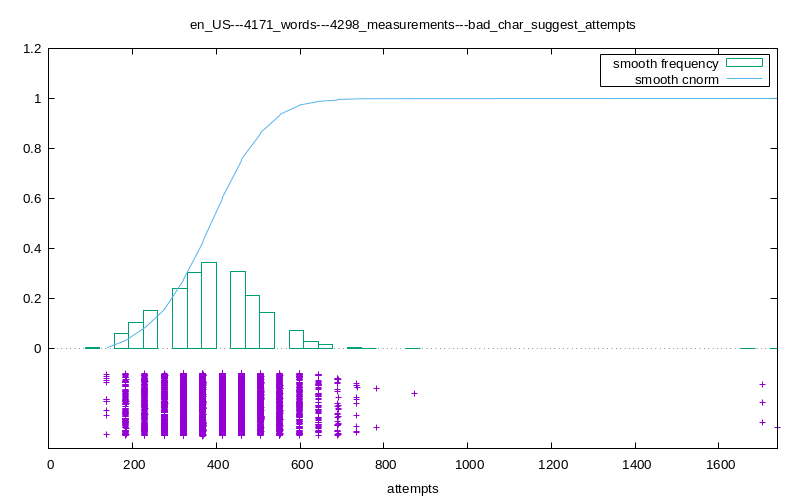 en_US---4171_words---4298_measurements---bad_char_suggest_attempts
1.2
smooth frequency
smooth cnorm
1
0.8
0.6
0.4
0.2
0
0 200 400 600 800 1000 1200 1400 1600
attempts